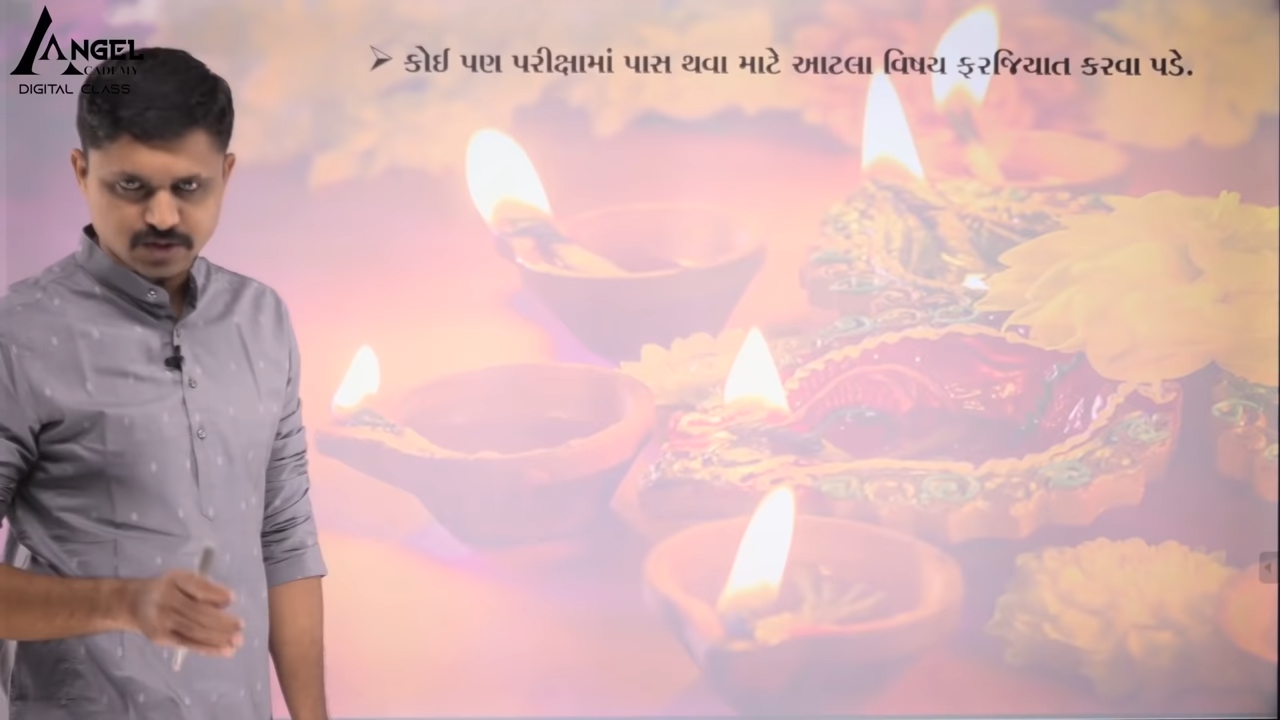 ANGEL
ACADEMY
DIGITAL CLASS
➢ કોઈ પણ પરીક્ષામાં પાસ થવા માટે આટલા વિષય ફરજિયાત કરવા પડે.